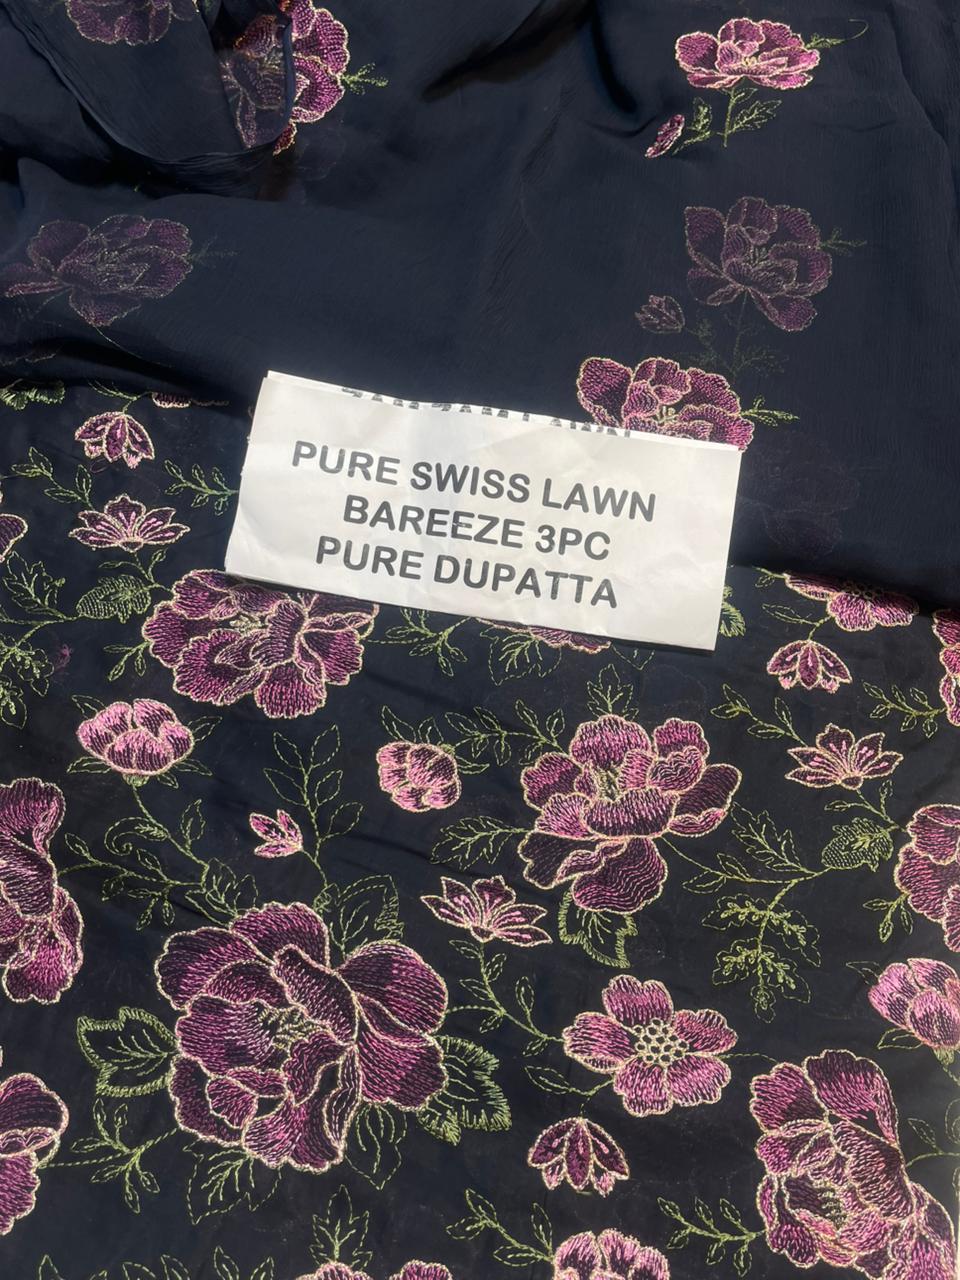 PURE SWISS LAWN
BAREEZE 3PC
PURE DUPATTA